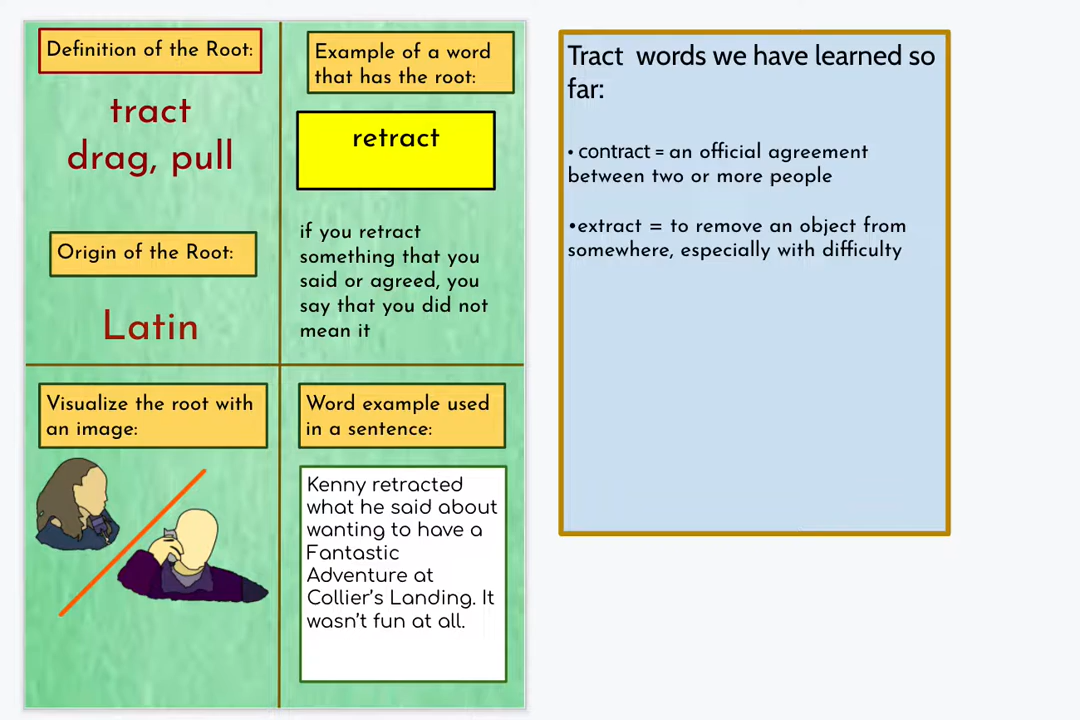 Definition of the Root:
tract
drag, pull
Origin of the Root:
Latin
Example of a word
that has the root:
retract
if you retract
something that you
said or agreed, you
say that you did not
mean it
Visualize the root with
an image:
Word example used
in a sentence:
Kenny retracted
what he said about
wanting to have a
Fantastic
Adventure at
Collier's Landing. It
wasn't fun at all.
Tract  words we have learned so
far:
• contract = an official agreement
between two or more people
•extract = to remove an object from
somewhere, especially with difficulty